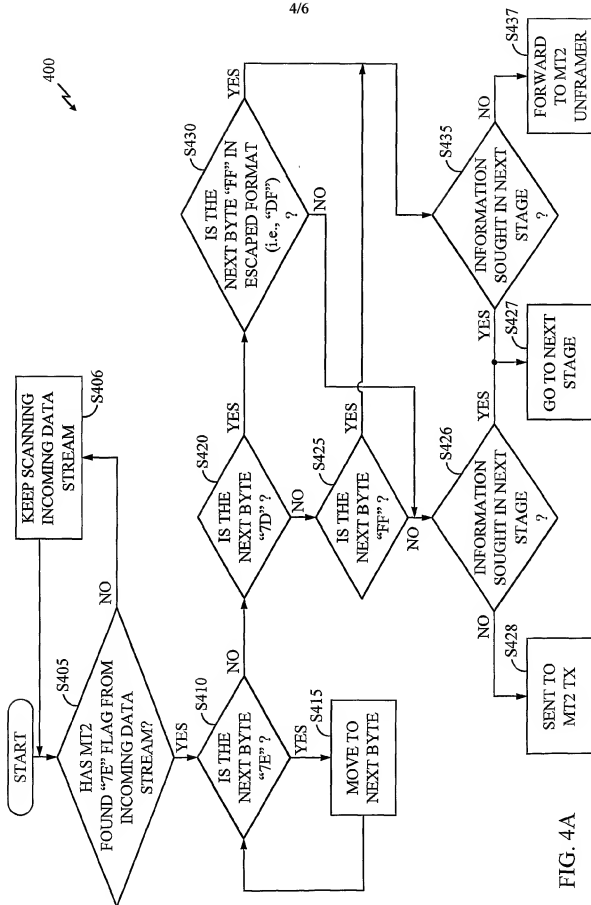 4/6
400
START
KEEP SCANNING
INCOMING DATA
STREAM
S406
HAS MT2
FOUND "7E" FLAG FROM
INCOMING DATA
STREAM?
S405
NO
YES
IS THE
NEXT BYTE
"7E" ?
S410
NO
YES
MOVE TO
NEXT BYTE
S415
IS THE
NEXT BYTE
"7D" ?
S420
YES
NO
IS THE
NEXT BYTE
"FF" ?
S425
YES
NO
IS THE
NEXT BYTE "FF" IN
ESCAPED FORMAT
(i.e., "DF")
?
S430
YES
NO
INFORMATION
SOUGHT IN NEXT
STAGE
?
S426
NO
YES
SENT TO
MT2 TX
S428
GO TO NEXT
STAGE
S427
INFORMATION
SOUGHT IN NEXT
STAGE
?
S435
YES
NO
FORWARD
TO MT2
UNFRAMER
S437
FIG. 4A